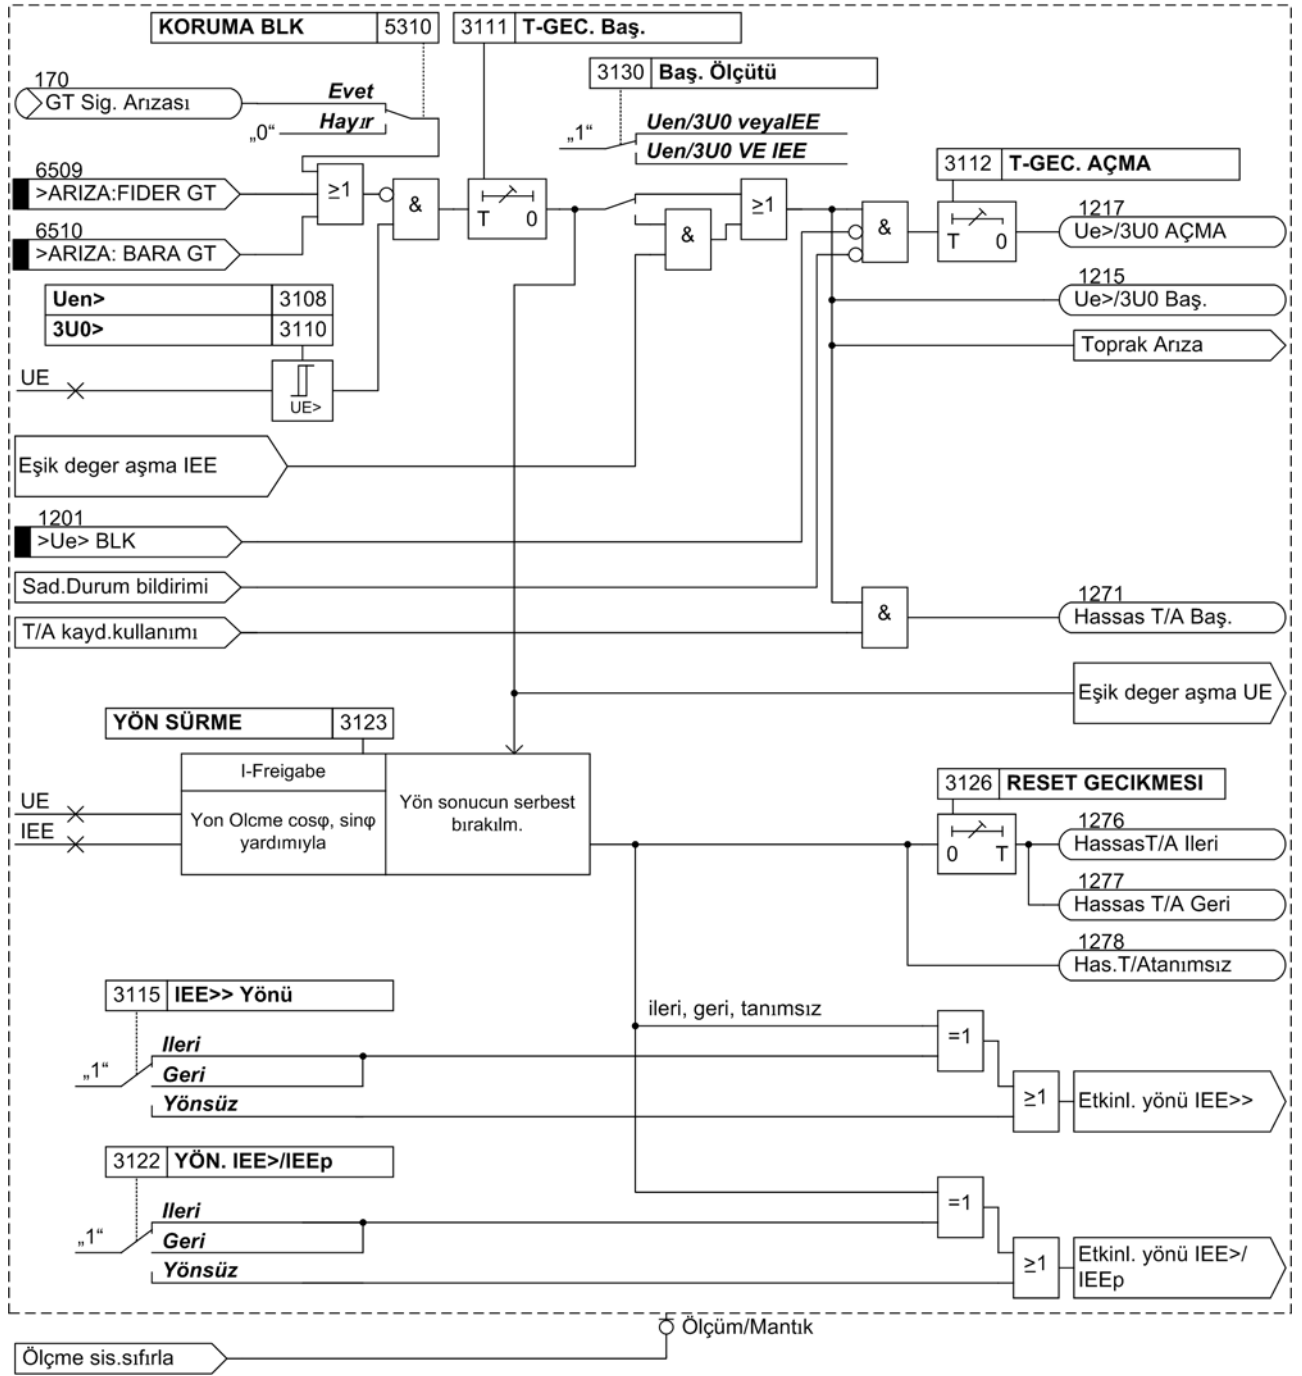 KORUMA BLK 5310
3111 T-GEC. Baş.
3130 Baş. Ölçütü
170
GT Sig. Arızası
Evet
„0“ Hayır
„1“
Uen/3U0 veyaIEE
Uen/3U0 VE IEE
3112 T-GEC. AÇMA
6509
>ARIZA:FIDER GT
6510
>ARIZA: BARA GT
≥1
&
T 0
&
≥1
&
T 0
1217
Ue>/3U0 AÇMA
1215
Ue>/3U0 Baş.
Toprak Arıza
Uen> 3108
3U0> 3110
UE
UE>
Eşik deger aşma IEE
1201
>Ue> BLK
Sad.Durum bildirimi
T/A kayd.kullanımı
&
1271
Hassas T/A Baş.
Eşik deger aşma UE
YÖN SÜRME 3123
I-Freigabe
Yon Olcme cosφ, sinφ
yardımıyla
Yön sonucun serbest
bırakılm.
UE
IEE
3126 RESET GECIKMESI
0 T
1276
HassasT/A Ileri
1277
Hassas T/A Geri
1278
Has.T/Atanımsız
3115 IEE>> Yönü
ileri, geri, tanımsız
„1“
Ileri
Geri
Yönsüz
=1
≥1
Etkinl. yönü IEE>>
3122 YÖN. IEE>/IEEp
„1“
Ileri
Geri
Yönsüz
=1
≥1
Etkinl. yönü IEE>/
IEEp
Ölçüm/Mantık
Ölçme sis.sıfırla